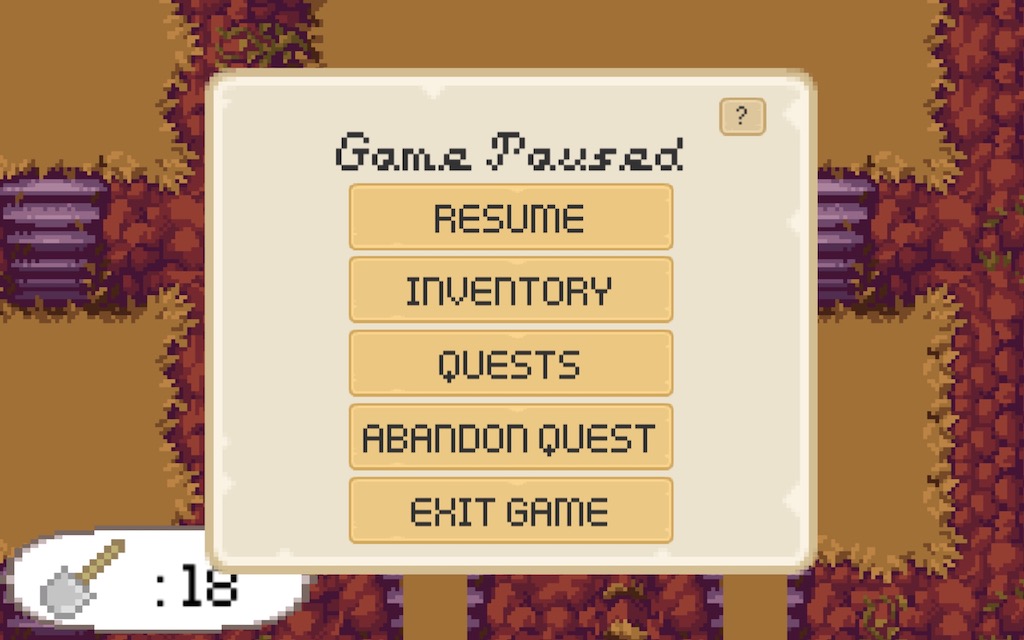 ?
Game Paused
RESUME
INVENTORY
QUESTS
ABANDON QUEST
EXIT GAME
:18